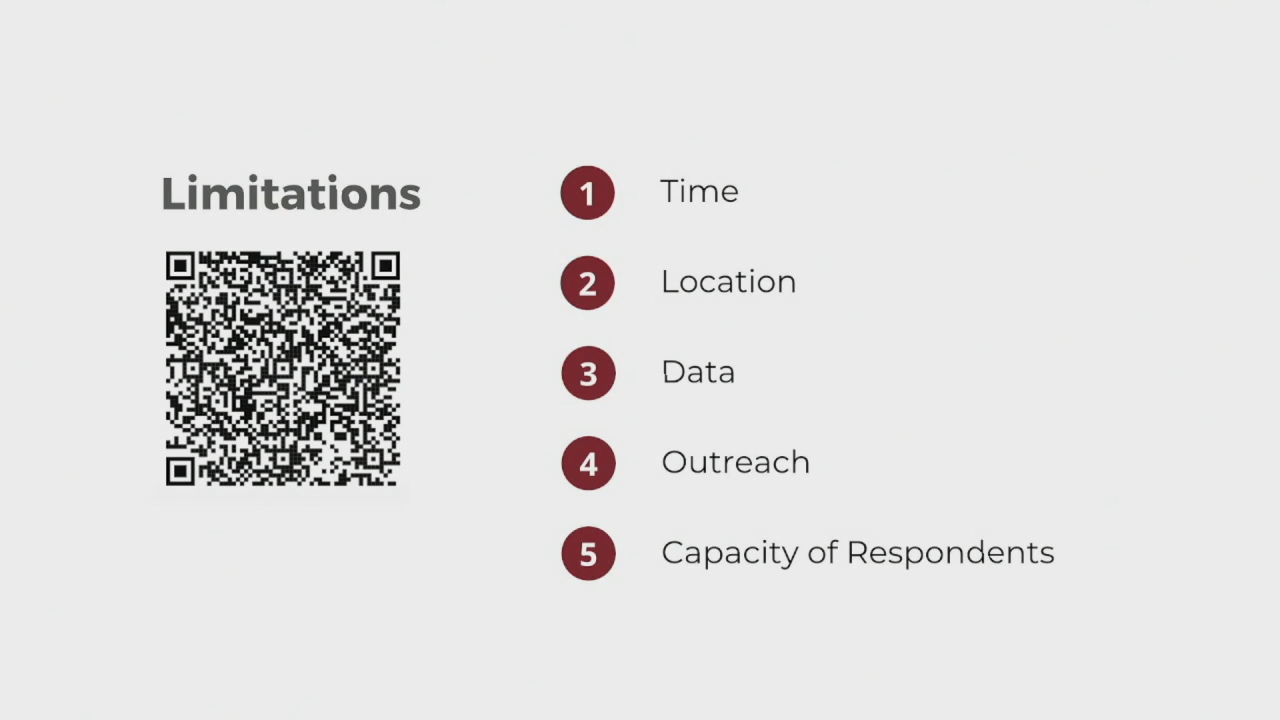 Limitations
1 Time
2 Location
3 Data
4 Outreach
5 Capacity of Respondents